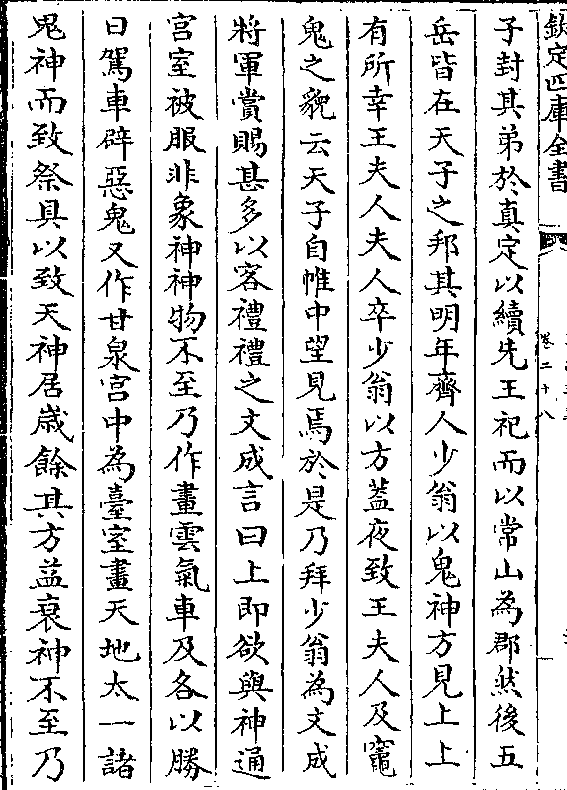 欽定四庫全書
卷二十八
子封其弟於真定以續先王祀而以常山為郡然後五
岳皆在天子之邦其明年齊人少翁以鬼神方見上上
有所幸王夫人夫人卒少翁以方蓋夜致王夫人及竈
鬼之貌云天子自帷中望見焉於是乃拜少翁為文成
將軍賞賜甚多以客禮禮之文成言曰上即欲與神通
宫室被服非象神神物不至乃作畫雲氣車及各以勝
日駕車辟惡鬼又作甘泉宫中為臺室畫天地太一諸
鬼神而致祭具以致天神居歲餘其方益衰神不至乃